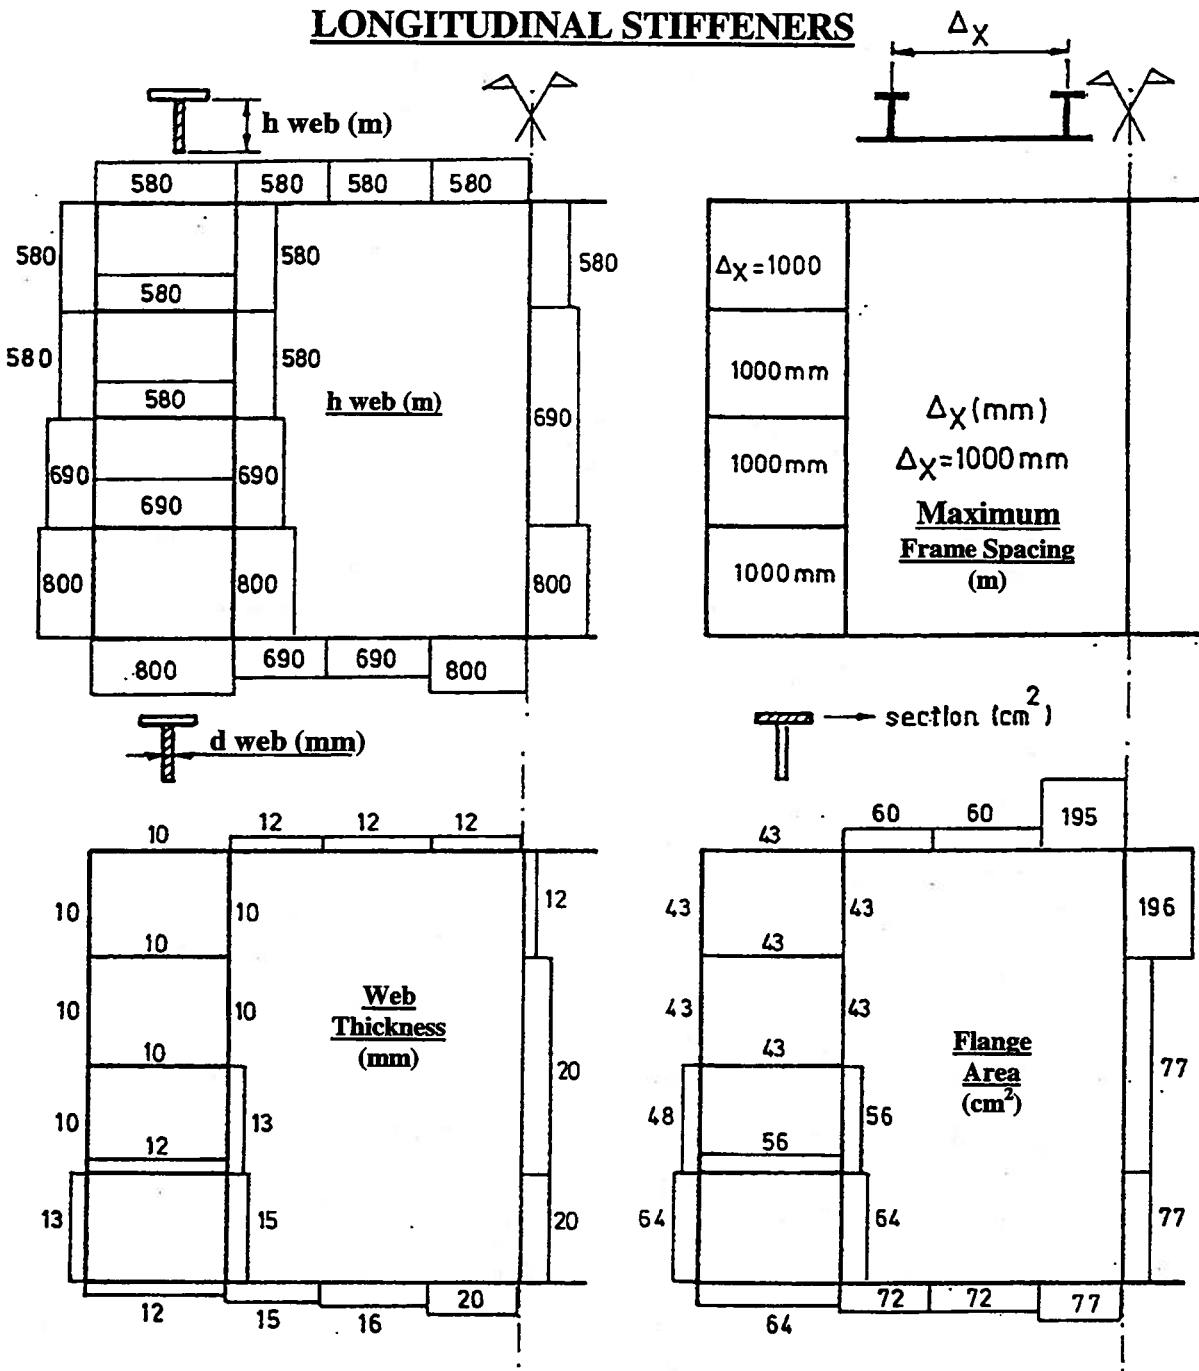 LONGITUDINAL STIFFENERS
Δx
h web (m)
580 580 580 580
580
580
580
580
580
580
580
580
h web (m)
690
690
690
690
800
800
800
800
690
690
800
Δx=1000
1000mm
1000mm
1000mm
Δx(mm)
Δx=1000mm
Maximum
Frame Spacing
(m)
d web (mm)
10
12
12
12
10
10
12
10
10
10
10
10
13
20
12
13
15
20
12
15
16
20
Web
Thickness
(mm)
section (cm²)
43
60
60
195
43
43
196
43
43
43
43
48
56
77
56
64
64
77
64
72
72
77
Flange
Area
(cm²)